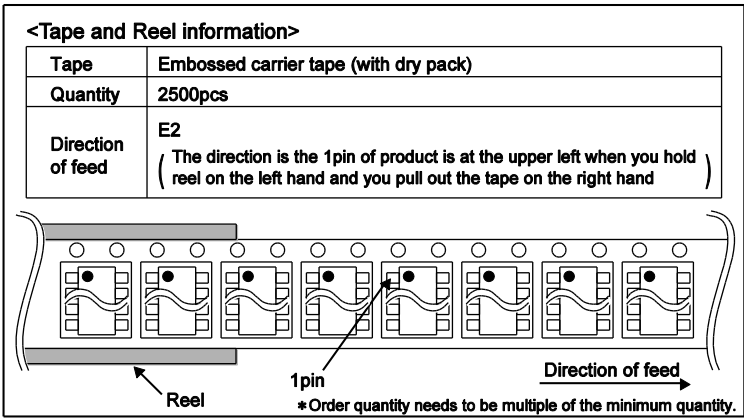 <Tape and Reel information>
Tape Embossed carrier tape (with dry pack)
Quantity 2500pcs
Direction of feed E2
The direction is the 1pin of product is at the upper left when you hold
reel on the left hand and you pull out the tape on the right hand
Reel
1pin
Direction of feed
*Order quantity needs to be multiple of the minimum quantity.